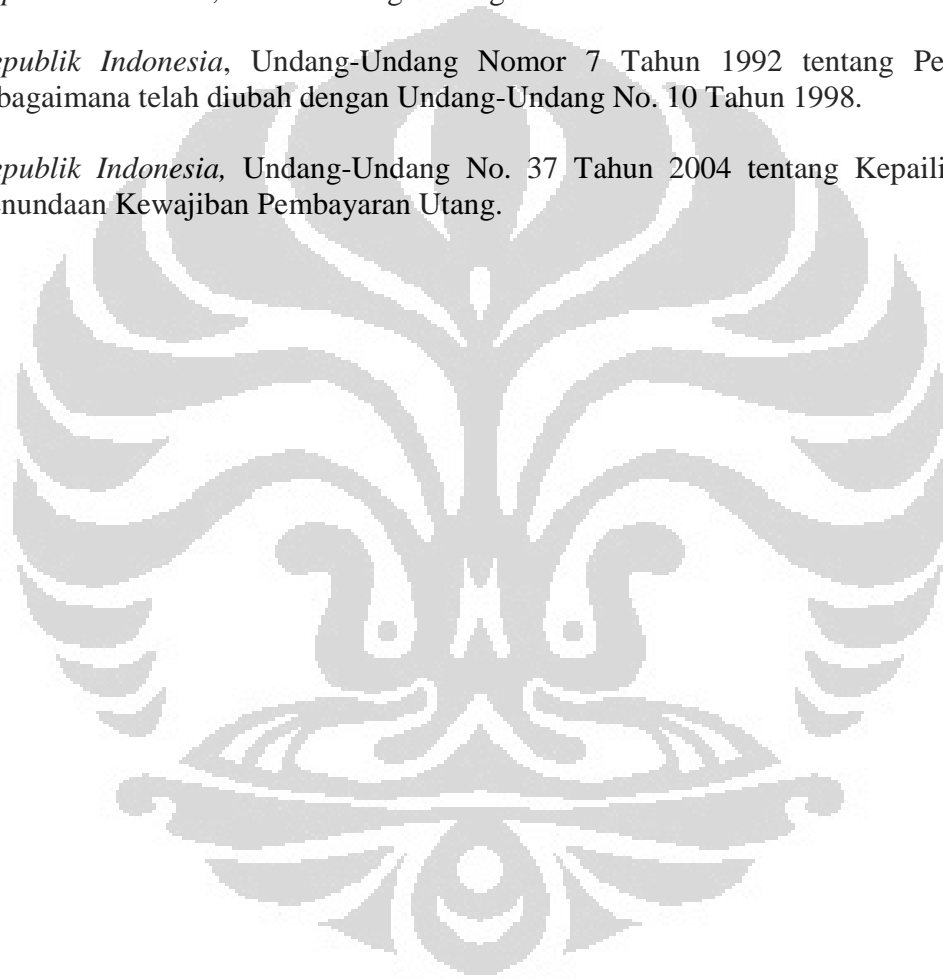 epublik Indonesia, Undang-Undang Nomor 7 Tahun 1992 tentang Pe
bagaimana telah diubah dengan Undang-Undang No. 10 Tahun 1998.
epublik Indonesia, Undang-Undang No. 37 Tahun 2004 tentang Kepaili
enundaan Kewajiban Pembayaran Utang.